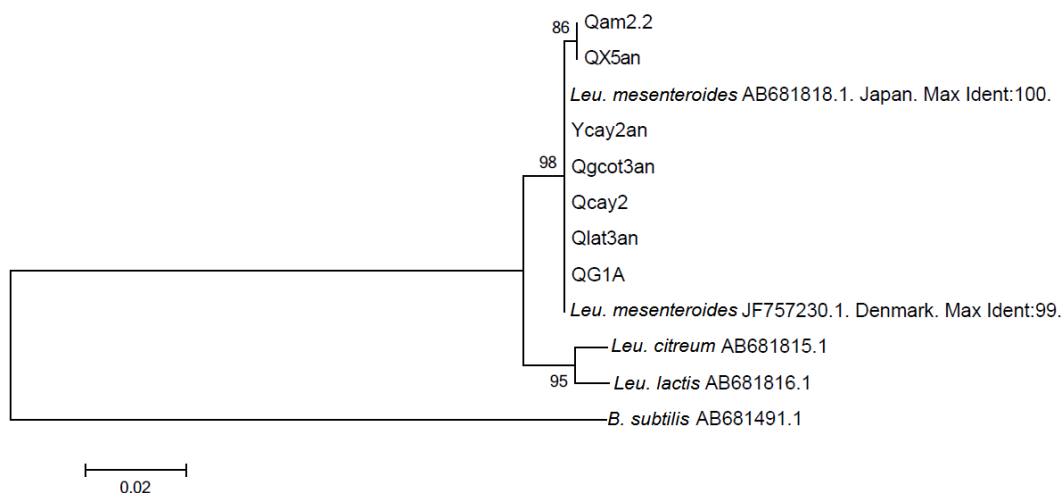 86
Qam2.2
QX5an
Leu. mesenteroides AB681818.1. Japan. Max Ident:100.
Ycay2an
98
Qgcot3an
Qcay2
Qlat3an
QG1A
Leu. mesenteroides JF757230.1. Denmark. Max Ident:99.
Leu. citreum AB681815.1
95
Leu. lactis AB681816.1
B. subtilis AB681491.1
0.02